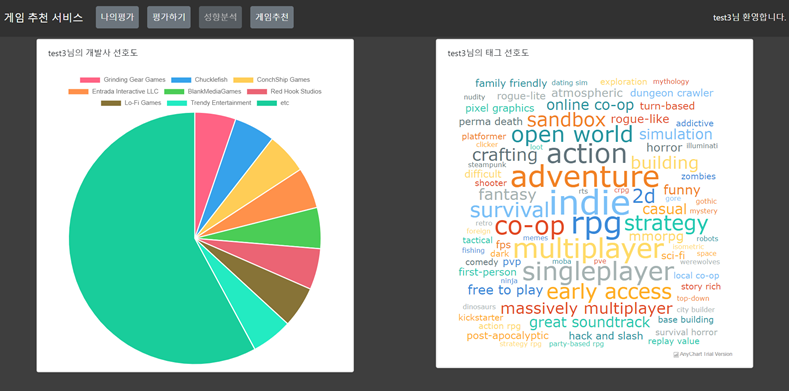 게임 추천 서비스 나의평가 평가하기 성향분석 게임추천 test3님 환영합니다.
test3님의 개발사 선호도
Grinding Gear Games Chucklefish ConchShip Games
Entrada Interactive LLC BlankMediaGames Red Hook Studios
Lo-Fi Games Trendy Entertainment etc
test3님의 태그 선호도
family friendly dating sim exploration mythology
nudity rogue-lite atmospheric dungeon crawler
pixel graphics online co-op turn-based
perma death sandbox rogue-like addictive
platformer open world simulation
clicker loot horror illuminati
crafting action building
steampunk
difficult adventure zombies
shooter rts crpg funny
fantasy indie 2d gore gothic
survival casual mystery
retro co-op rpg strategy
foreign
tactical memes mmorpg robots
fishing fps multiplayer isometric
dark sci-fi space
comedy pvp moba pve werewolves
first-person singleplayer local co-op
ninja story rich
free to play early access top-down
dinosaurs massively multiplayer city builder
kickstarter great soundtrack base building
action rpg
post-apocalyptic hack and slash survival horror
strategy rpg party-based rpg replay value
AnyChart Trial Version